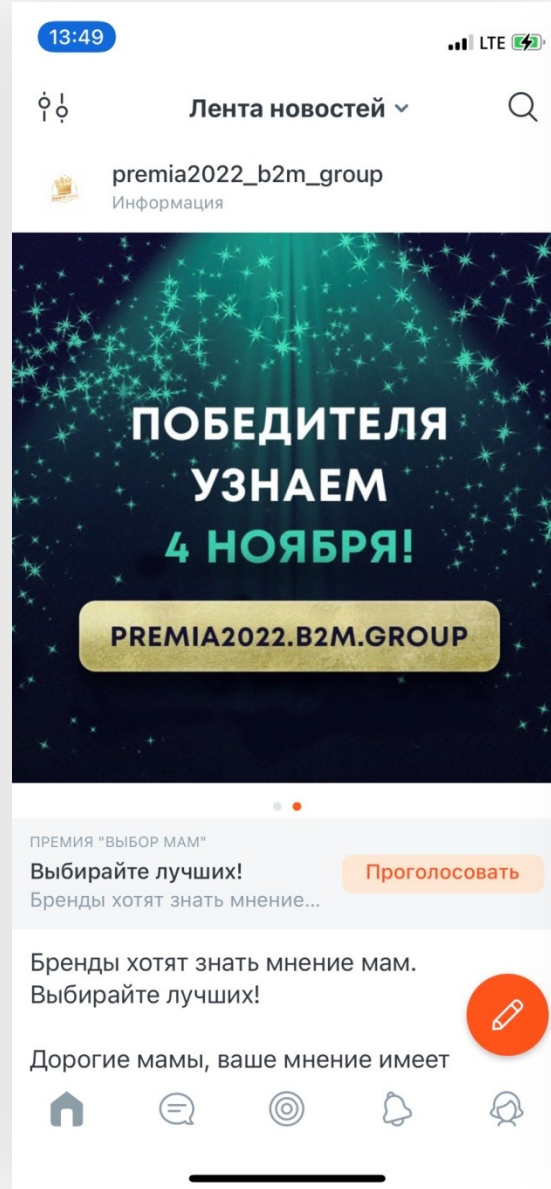 13:49
LTE
Лента новостей
premia2022_b2m_group
Информация
ПОБЕДИТЕЛЯ
УЗНАЕМ
4 НОЯБРЯ!
PREMIA2022.B2M.GROUP
ПРЕМИЯ "ВЫБОР МАМ"
Выбирайте лучших!
Проголосовать
Бренды хотят знать мнение...
Бренды хотят знать мнение мам.
Выбирайте лучших!
Дорогие мамы, ваше мнение имеет